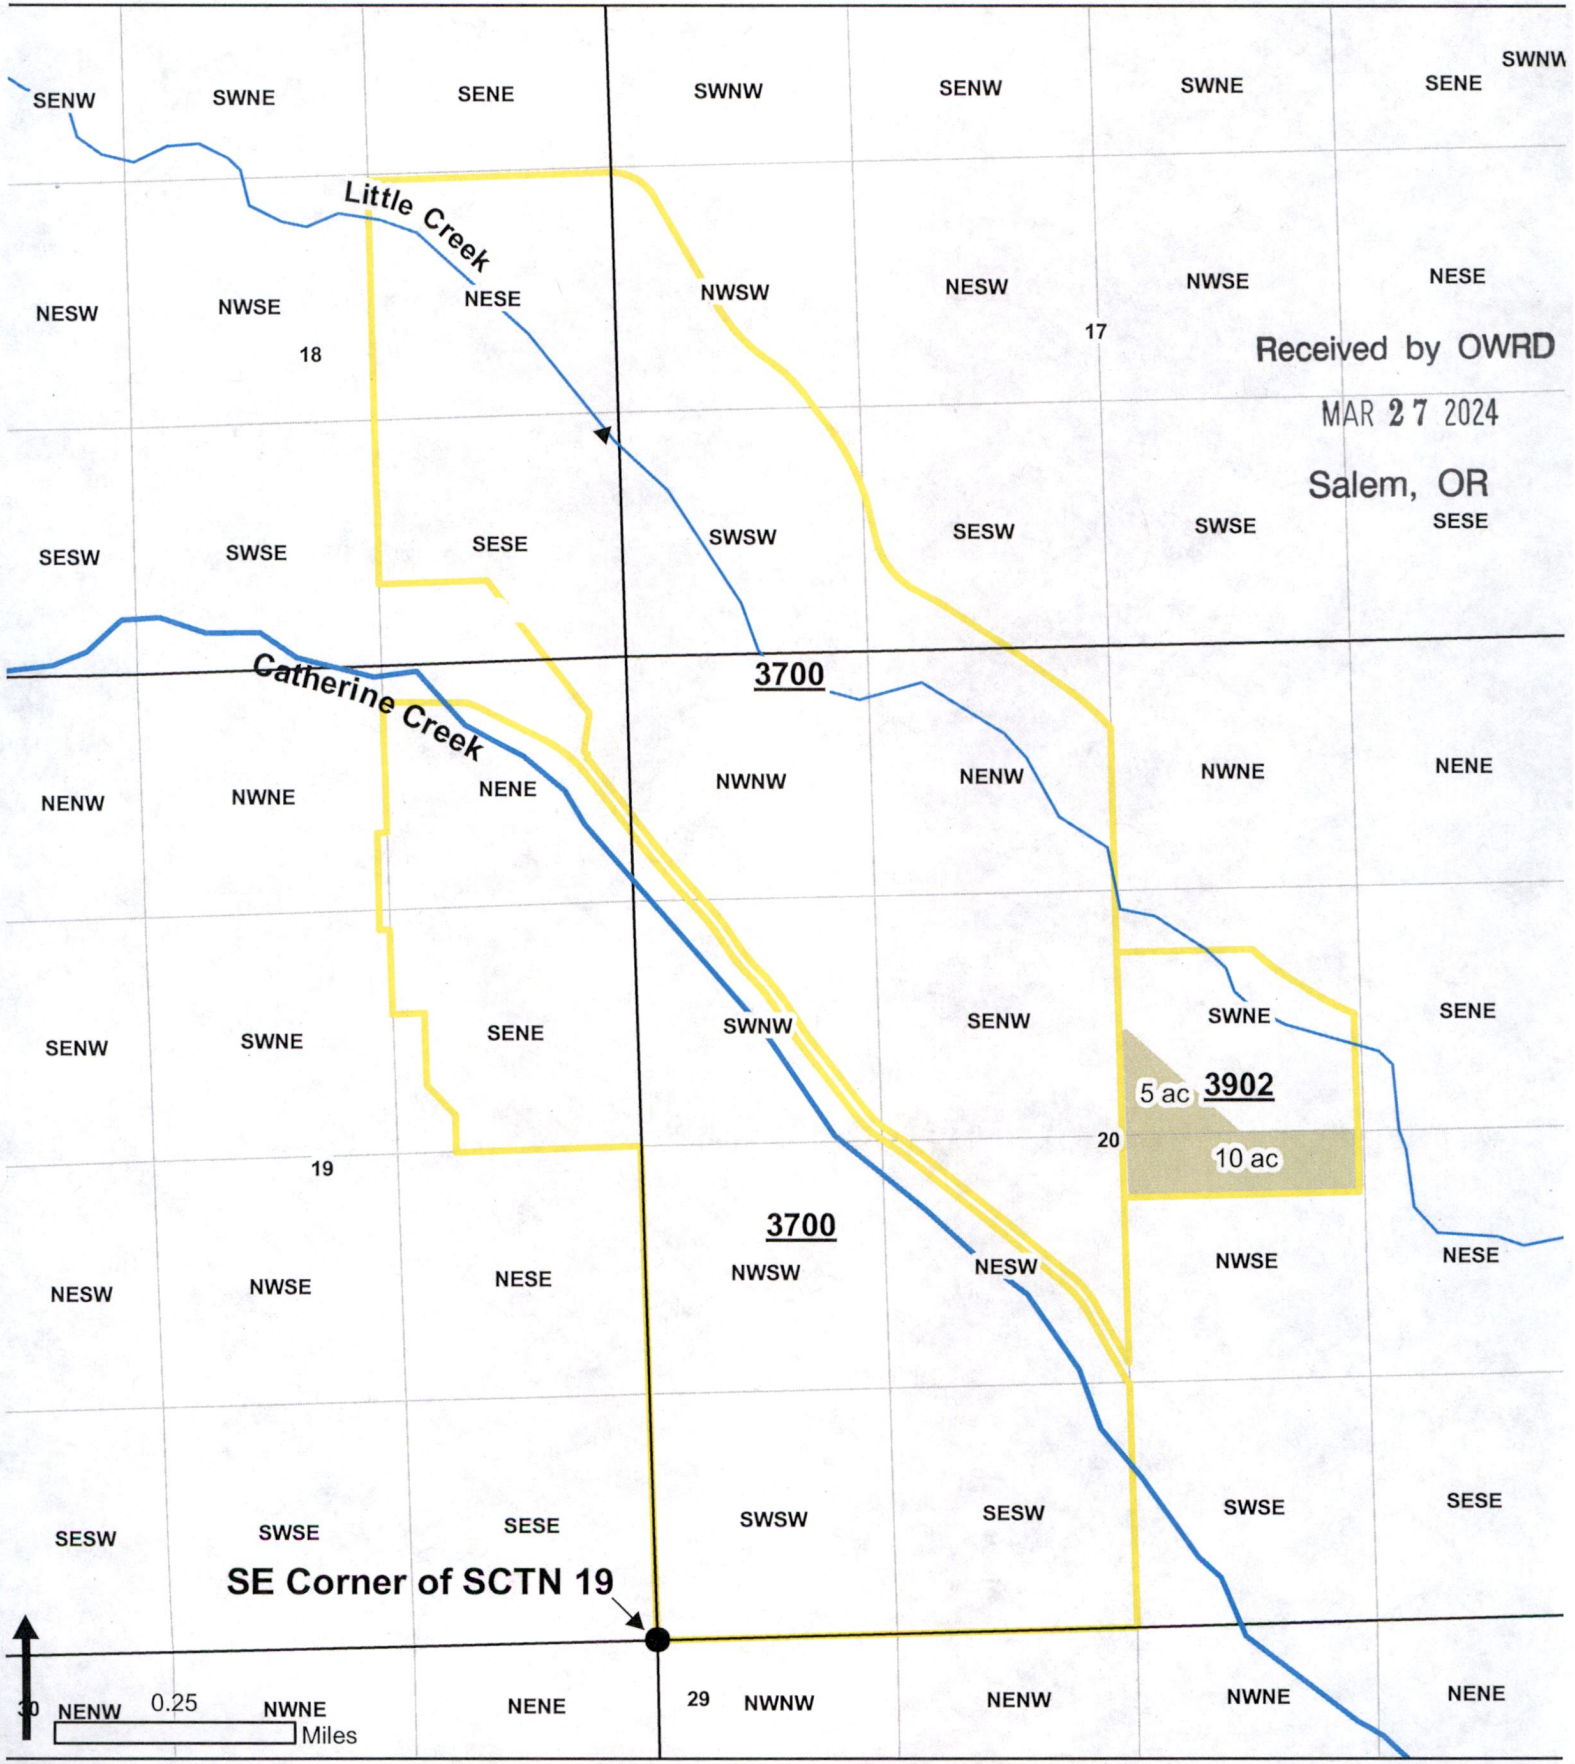 SWNW
SENW
SWNE
SENE
SWNW
SENW
SWNE
SENE
Little Creek
NESW
NWSE
NESE
NWSW
NESW
NWSE
NESE
18
17
Received by OWRD
MAR 27 2024
Salem, OR
SESW
SWSE
SESE
SWSW
SESW
SWSE
SESE
Catherine Creek
3700
NENW
NWNE
NENE
NWNW
NENW
NWNE
NENE
SENW
SWNE
SENE
SWNW
SENW
SWNE
SENE
5 ac
3902
19
20
10 ac
3700
NESW
NWSE
NESE
NWSW
NESW
NWSE
NESE
SESW
SWSE
SESE
SWSW
SESW
SWSE
SESE
SE Corner of SCTN 19
30
NENW
NWNE
NENE
29
NWNW
NENW
NWNE
NENE
0.25
Miles